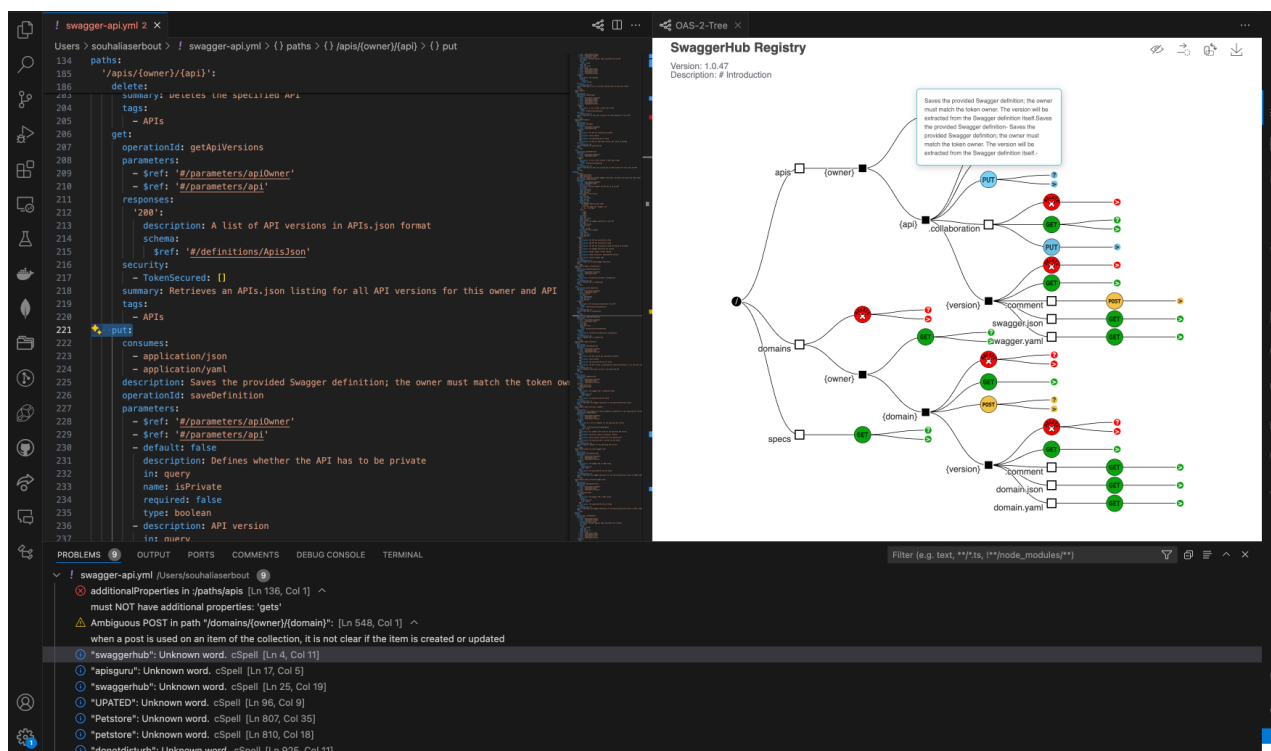 ! swagger-api.yml 2 ×
Users > souhaliaserbout > ! swagger-api.yml > {} paths > {} /apis/{owner}/{api} > {} put
134 paths:
185 '/apis/{owner}/{api}':
186 delete:
203 summary: Deletes the specified API
204 tags:
205 - APIs
206 get:
207 operationId: getApiVersions
208 parameters:
209 - $ref: '#/parameters/apiOwner'
210 - $ref: '#/parameters/api'
211 responses:
212 '200':
213 description: A list of API versions in APIs.json format
214 schema:
215 $ref: '#/definitions/ApisJson'
216 security:
217 - TokenSecured: []
218 summary: Retrieves an APIs.json listing for all API versions for this owner and API
219 tags:
220 - APIs
221 put:
222 consumes:
223 - application/json
224 - application/yaml
225 description: Saves the provided Swagger definition; the owner must match the token ow
226 operationId: saveDefinition
227 parameters:
228 - $ref: '#/parameters/apiOwner'
229 - $ref: '#/parameters/api'
230 - default: false
231 description: Defines whether the API has to be private
232 in: query
233 name: isPrivate
234 required: false
235 type: boolean
236 - description: API version
237 in: query
OAS-2-Tree ×
SwaggerHub Registry
Version: 1.0.47
Description: # Introduction
Saves the provided Swagger definition; the owner
must match the token owner. The version will be
extracted from the Swagger definition itself.Saves
the provided Swagger definition- Saves the
provided Swagger definition; the owner must
match the token owner. The version will be
extracted from the Swagger definition itself.-
apis
{owner}
PUT
{api}
.collaboration
GET
PUT
GET
/
{version}
.comment
POST
swagger.json
GET
domains
GET
swagger.yaml
GET
{owner}
GET
{domain}
POST
specs
GET
GET
{version}
.comment
GET
domain.json
GET
domain.yaml
GET
PROBLEMS 9 OUTPUT PORTS COMMENTS DEBUG CONSOLE TERMINAL
Filter (e.g. text, **/*.ts, !**/node_modules/**)
! swagger-api.yml /Users/souhaliaserbout 9
additionalProperties in :/paths/apis [Ln 136, Col 1]
must NOT have additional properties: 'gets'
Ambiguous POST in path "/domains/{owner}/{domain}": [Ln 548, Col 1]
when a post is used on an item of the collection, it is not clear if the item is created or updated
"swaggerhub": Unknown word. cSpell [Ln 4, Col 11]
"apisguru": Unknown word. cSpell [Ln 17, Col 5]
"swaggerhub": Unknown word. cSpell [Ln 25, Col 19]
"UPATED": Unknown word. cSpell [Ln 96, Col 9]
"Petstore": Unknown word. cSpell [Ln 807, Col 35]
"petstore": Unknown word. cSpell [Ln 810, Col 18]
"donotdisturb": Unknown word. cSpell [Ln 925, Col 11]